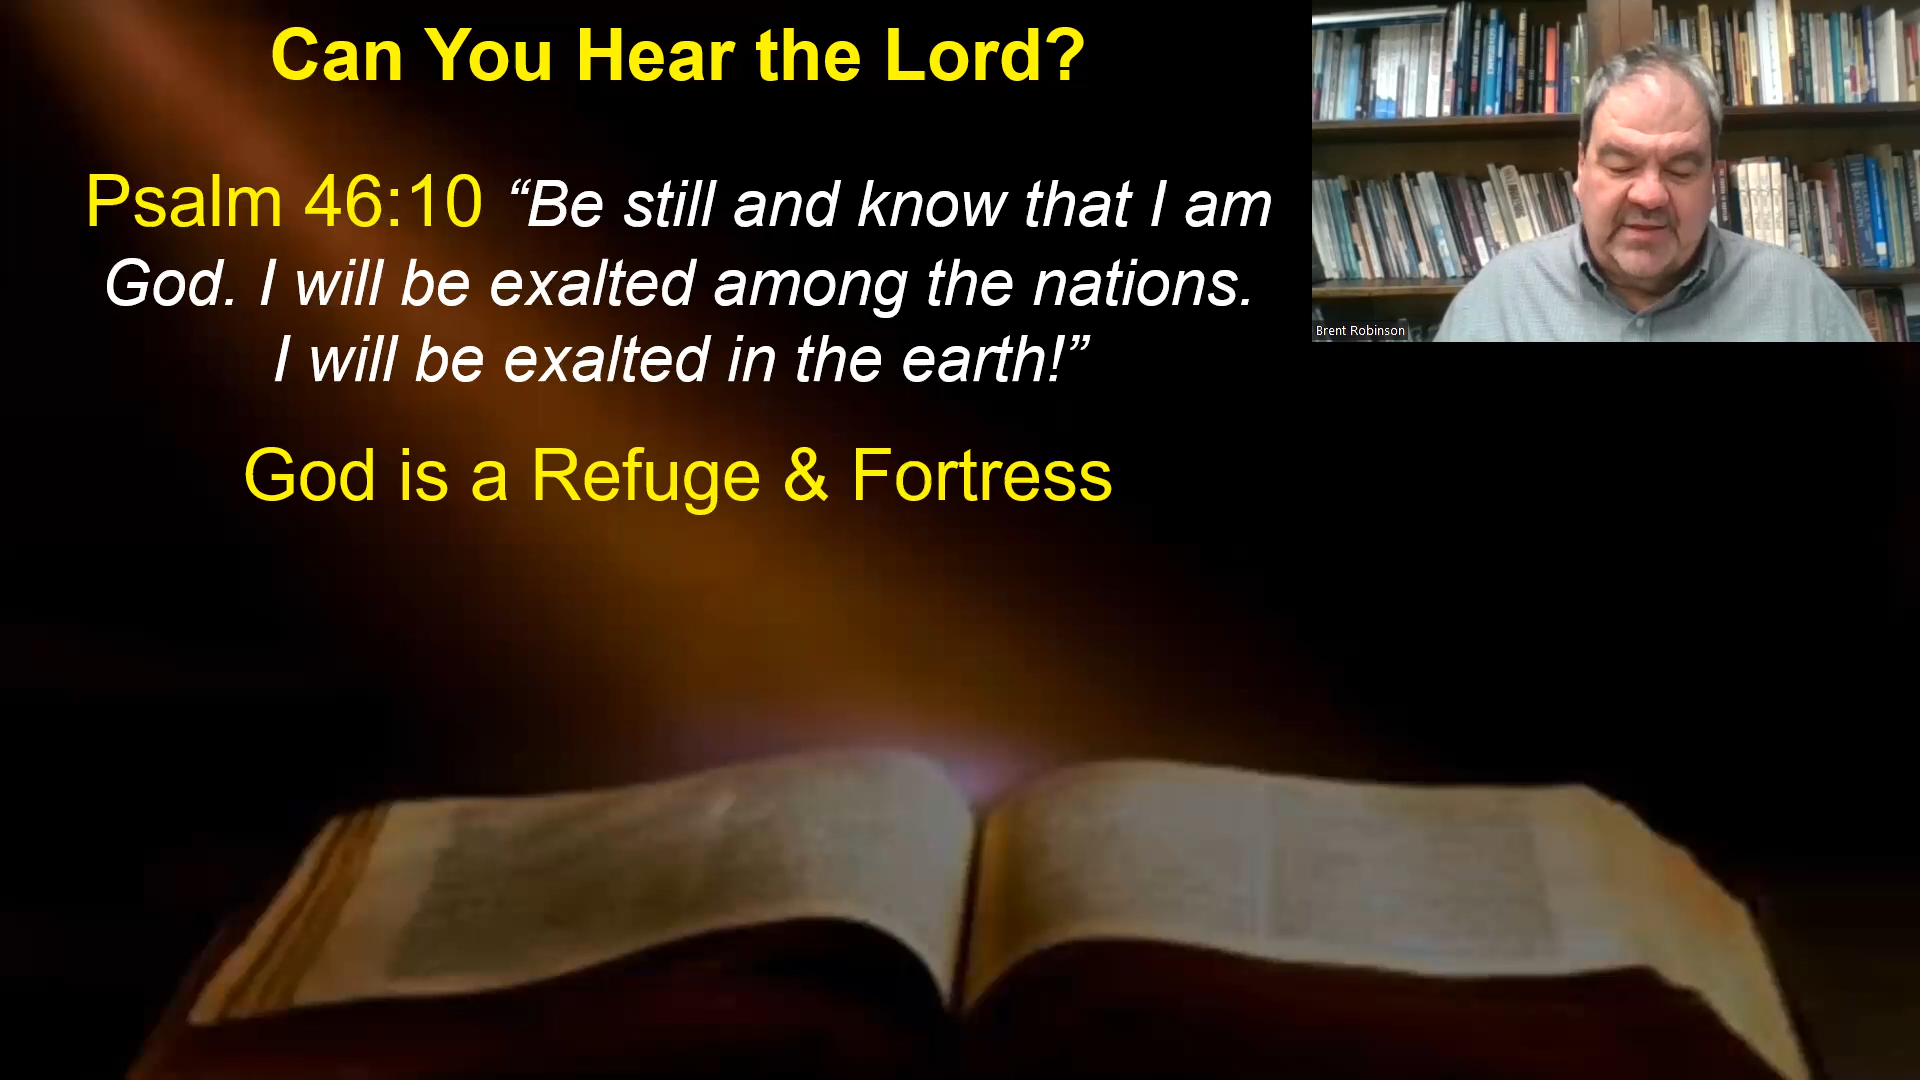 Can You Hear the Lord?
Psalm 46:10 “Be still and know that I am
God. I will be exalted among the nations.
I will be exalted in the earth!”
God is a Refuge & Fortress
Brent Robinson